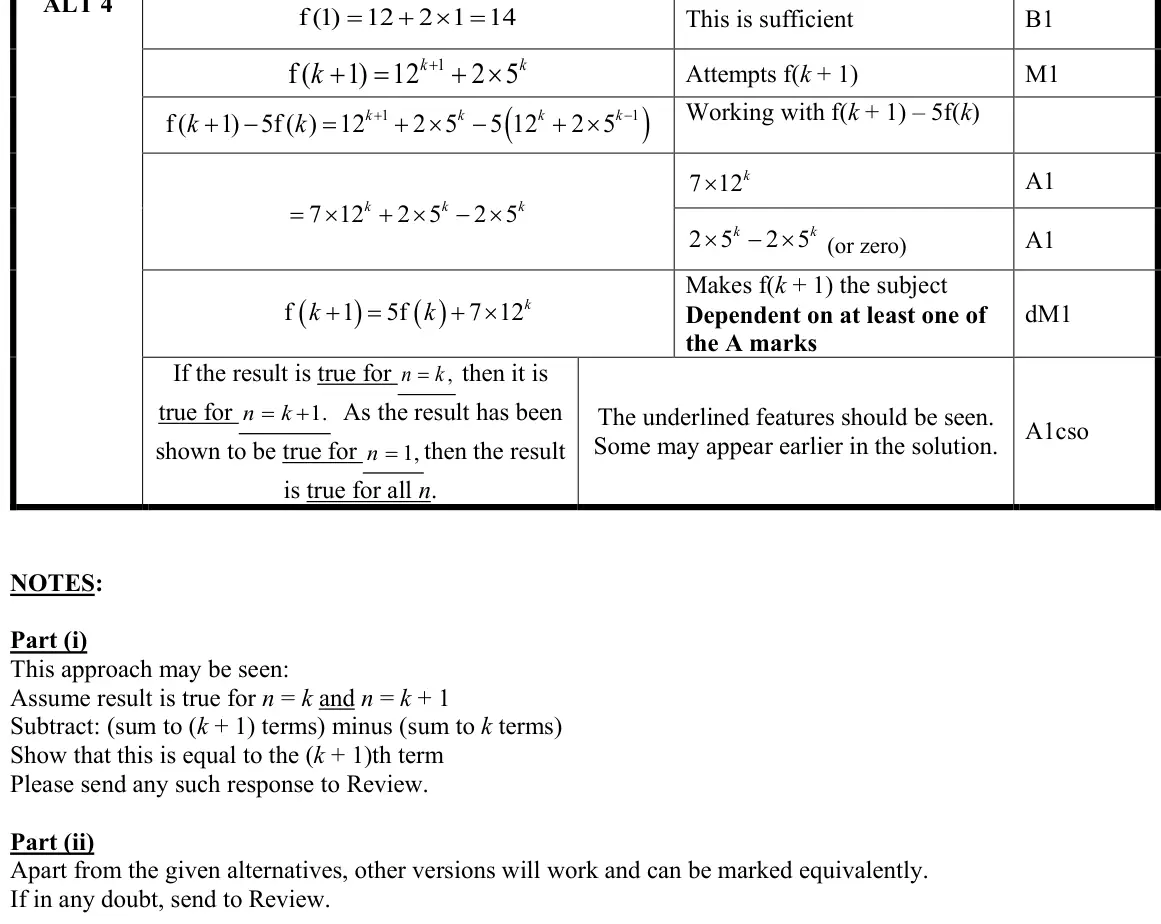 ALT 4
f(1) = 12 + 2×1 = 14
This is sufficient
B1
f(k+1) = 12^{k+1} + 2×5^k
Attempts f(k + 1)
M1
f(k+1) − 5f(k) = 12^{k+1} + 2×5^k − 5(12^k + 2×5^{k−1})
Working with f(k + 1) – 5f(k)
= 7×12^k + 2×5^k − 2×5^k
7×12^k
A1
2×5^k − 2×5^k (or zero)
A1
f(k+1) = 5f(k) + 7×12^k
Makes f(k + 1) the subject
Dependent on at least one of
the A marks
dM1
If the result is true for n = k, then it is
true for n = k+1. As the result has been
shown to be true for n = 1, then the result
is true for all n.
The underlined features should be seen.
Some may appear earlier in the solution.
A1cso
NOTES:
Part (i)
This approach may be seen:
Assume result is true for n = k and n = k + 1
Subtract: (sum to (k + 1) terms) minus (sum to k terms)
Show that this is equal to the (k + 1)th term
Please send any such response to Review.
Part (ii)
Apart from the given alternatives, other versions will work and can be marked equivalently.
If in any doubt, send to Review.